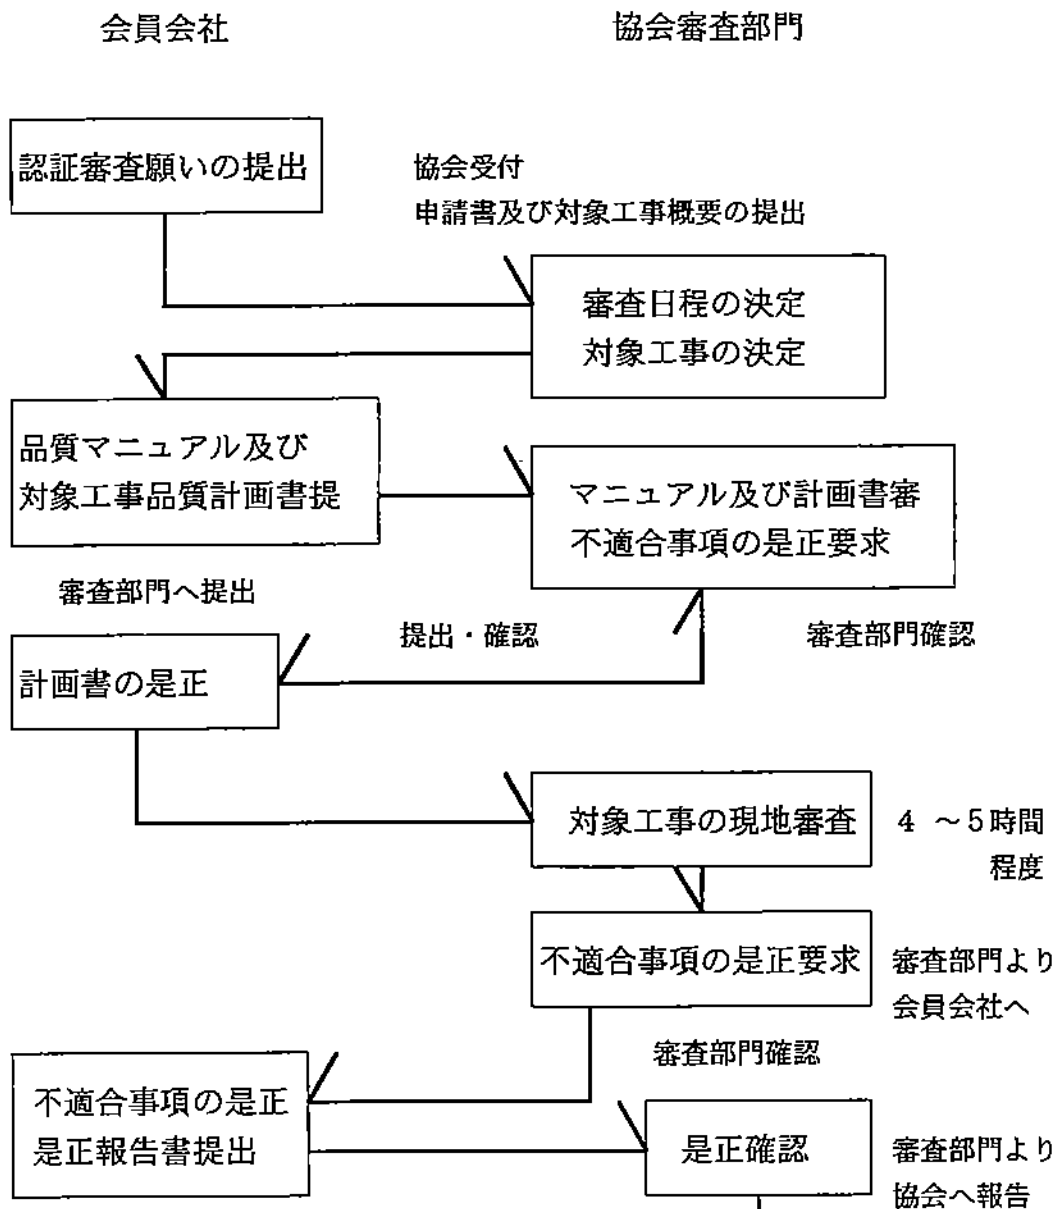 会員会社
協会審査部門
認証審査願いの提出
協会受付
申請書及び対象工事概要の提出
審査日程の決定
対象工事の決定
品質マニュアル及び
対象工事品質計画書提
マニュアル及び計画書審
不適合事項の是正要求
審査部門へ提出
提出・確認
審査部門確認
計画書の是正
対象工事の現地審査
4 ～5時間
程度
不適合事項の是正要求
審査部門より
会員会社へ
審査部門確認
不適合事項の是正
是正報告書提出
是正確認
審査部門より
協会へ報告